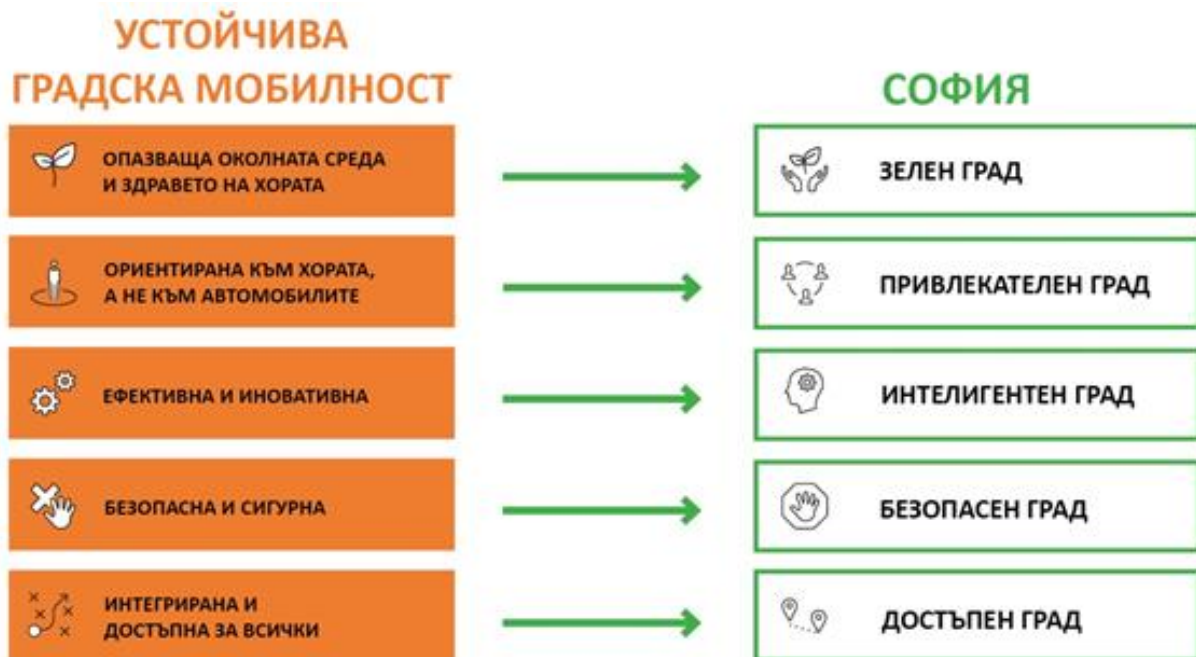 УСТОЙЧИВА
ГРАДСКА МОБИЛНОСТ
СОФИЯ
ОПАЗВАЩА ОКОЛНАТА СРЕДА
И ЗДРАВЕТО НА ХОРАТА
ЗЕЛЕН ГРАД
ОРИЕНТИРАНА КЪМ ХОРАТА,
А НЕ КЪМ АВТОМОБИЛИТЕ
ПРИВЛЕКАТЕЛЕН ГРАД
ЕФЕКТИВНА И ИНОВАТИВНА
ИНТЕЛИГЕНТЕН ГРАД
БЕЗОПАСНА И СИГУРНА
БЕЗОПАСЕН ГРАД
ИНТЕГРИРАНА И
ДОСТЪПНА ЗА ВСИЧКИ
ДОСТЪПЕН ГРАД